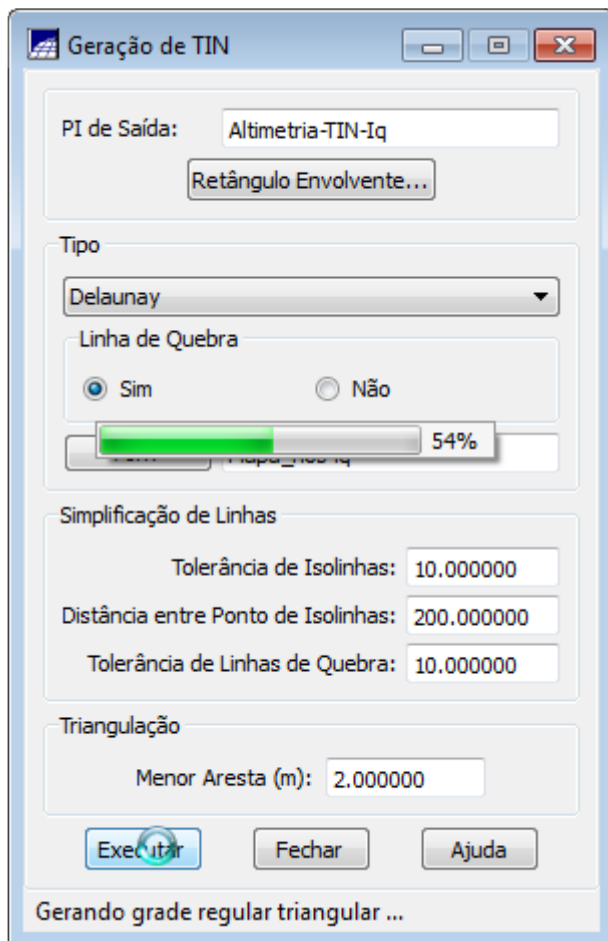 Geração de TIN
PI de Saída: Altimetria-TIN-Iq
Retângulo Envolvente...
Tipo
Delaunay
Linha de Quebra
Sim Não
54%
Simplificação de Linhas
Tolerância de Isolinhas: 10.000000
Distância entre Ponto de Isolinhas: 200.000000
Tolerância de Linhas de Quebra: 10.000000
Triangulação
Menor Aresta (m): 2.000000
Executar Fechar Ajuda
Gerando grade regular triangular ...